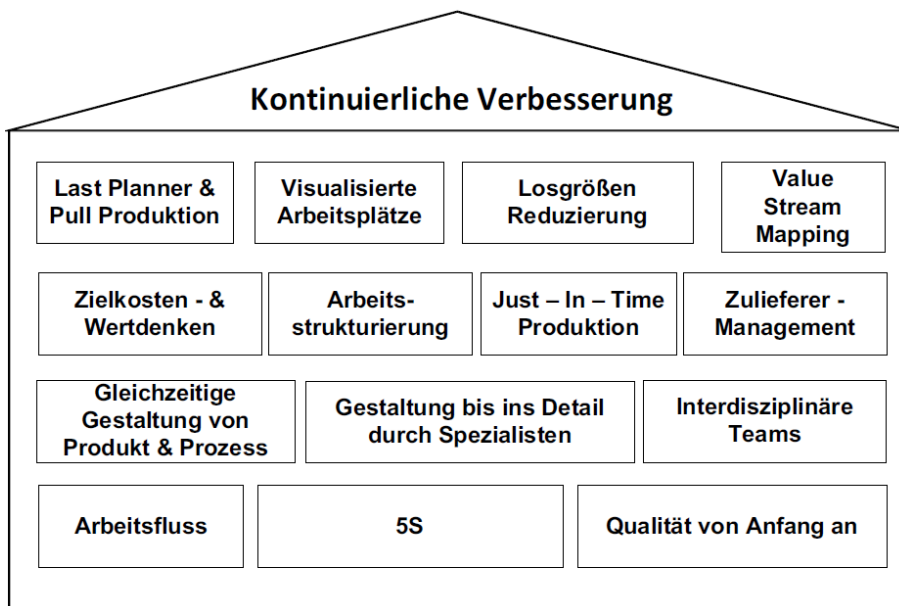 Kontinuierliche Verbesserung
Last Planner &
Pull Produktion
Visualisierte
Arbeitsplätze
Losgrößen
Reduzierung
Value
Stream
Mapping
Zielkosten - &
Wertdenken
Arbeits-
strukturierung
Just – In – Time
Produktion
Zulieferer -
Management
Gleichzeitige
Gestaltung von
Produkt & Prozess
Gestaltung bis ins Detail
durch Spezialisten
Interdisziplinäre
Teams
Arbeitsfluss
5S
Qualität von Anfang an